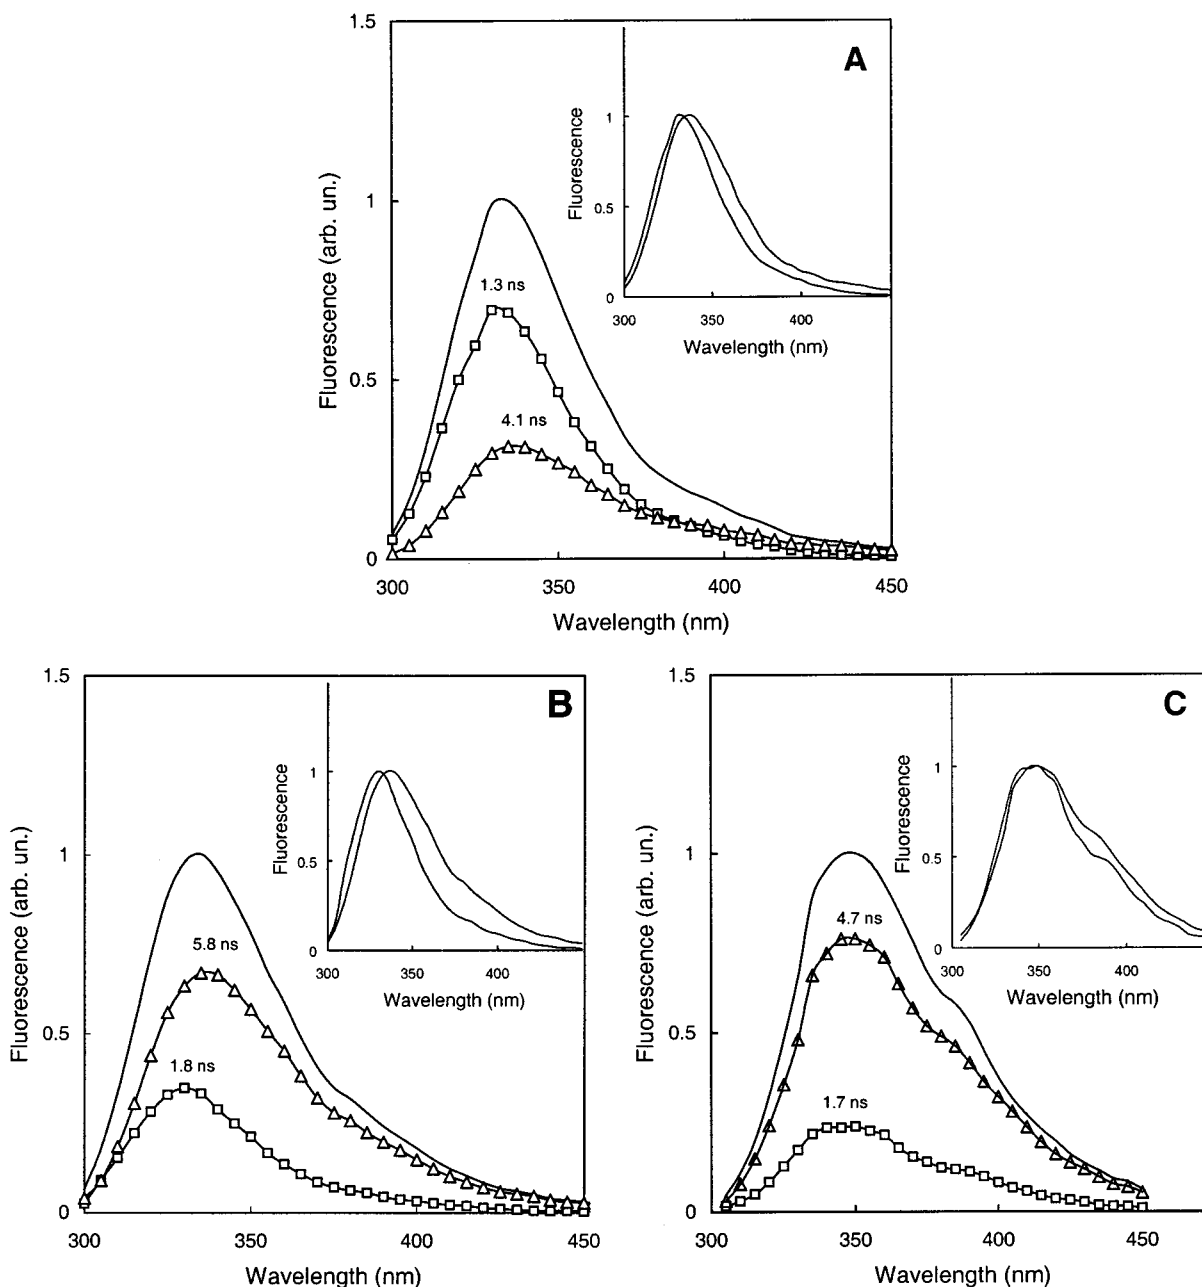 A
1.5
1
0.5
0
Fluorescence (arb. un.)
1.3 ns
4.1 ns
300
350
400
450
Wavelength (nm)
Fluorescence
1
0.5
0
300
350
400
Wavelength (nm)
B
1.5
1
0.5
0
Fluorescence (arb. un.)
5.8 ns
1.8 ns
300
350
400
450
Wavelength (nm)
Fluorescence
1
0.5
0
300
350
400
Wavelength (nm)
C
1.5
1
0.5
0
Fluorescence (arb. un.)
4.7 ns
1.7 ns
300
350
400
450
Wavelength (nm)
Fluorescence
1
0.5
0
300
350
400
Wavelength (nm)